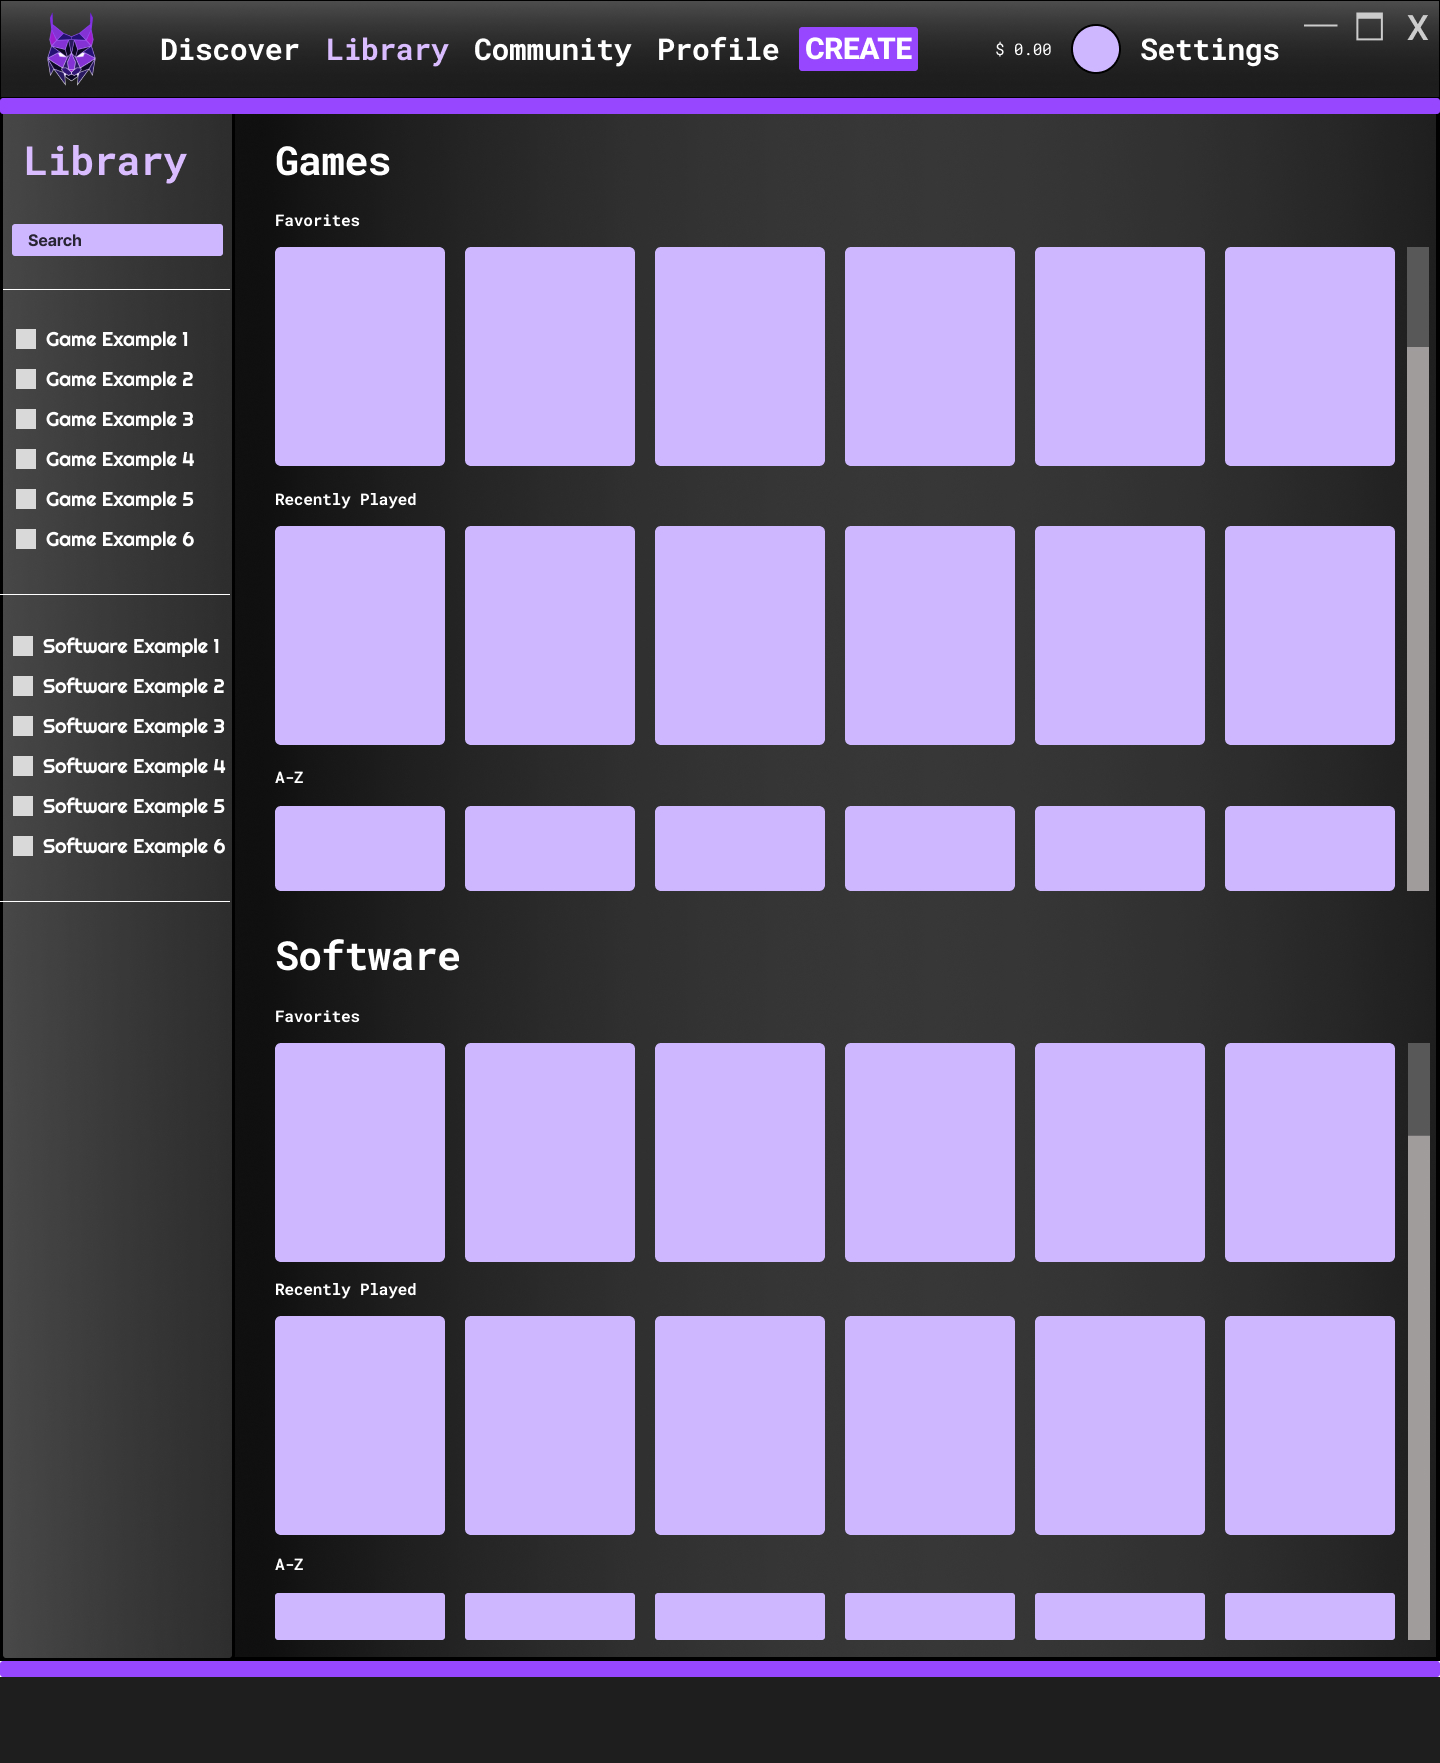 Discover Library Community Profile CREATE $ 0.00 Settings X
Library
Search
Game Example 1
Game Example 2
Game Example 3
Game Example 4
Game Example 5
Game Example 6
Software Example 1
Software Example 2
Software Example 3
Software Example 4
Software Example 5
Software Example 6
Games
Favorites
Recently Played
A-Z
Software
Favorites
Recently Played
A-Z